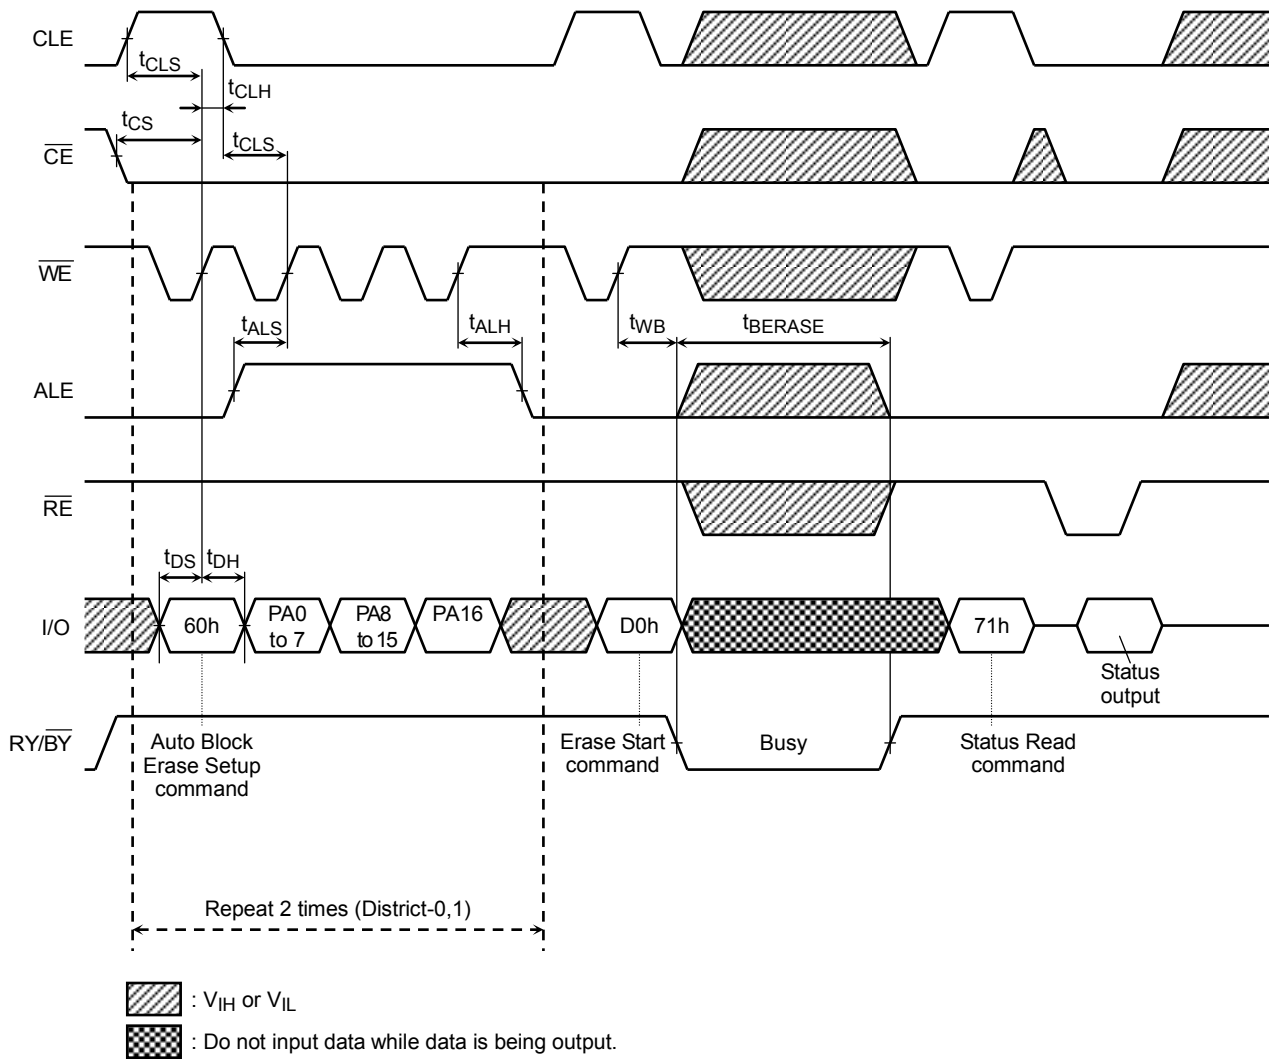 CLE
tCLS
tCLH
tCS
tCLS
CE
WE
tALS
tALH
tWB
tBERASE
ALE
RE
tDS
tDH
I/O
60h
PA0
to 7
PA8
to 15
PA16
D0h
71h
Status
output
RY/BY
Auto Block
Erase Setup
command
Erase Start
command
Busy
Status Read
command
Repeat 2 times (District-0,1)
: VIH or VIL
: Do not input data while data is being output.